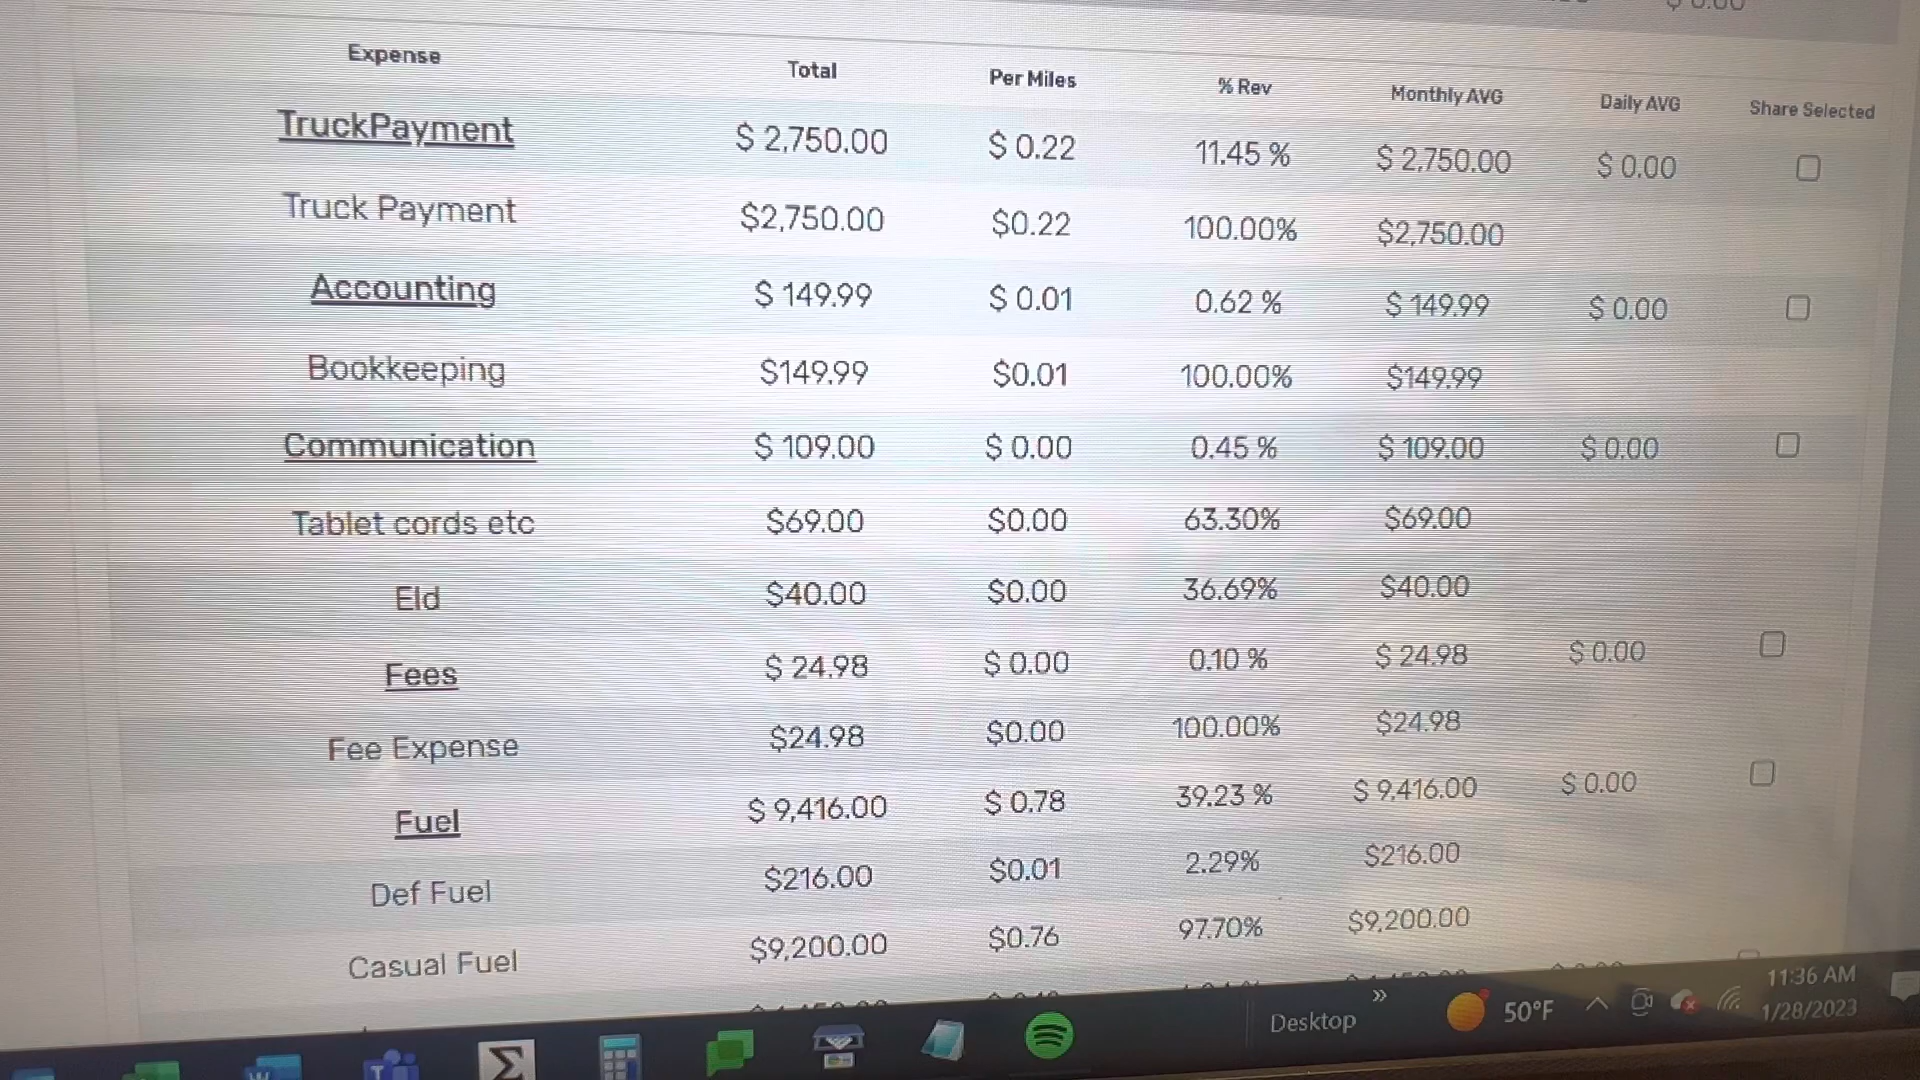 Expense Total Per Miles % Rev Monthly AVG Daily AVG Share Selected
TruckPayment $ 2,750.00 $ 0.22 11.45 % $ 2,750.00 $ 0.00
Truck Payment $2,750.00 $0.22 100.00% $2,750.00
Accounting $ 149.99 $ 0.01 0.62 % $ 149.99 $ 0.00
Bookkeeping $149.99 $0.01 100.00% $149.99
Communication $ 109.00 $ 0.00 0.45 % $ 109.00 $ 0.00
Tablet cords etc $69.00 $0.00 63.30% $69.00
Eld $40.00 $0.00 36.69% $40.00
Fees $ 24.98 $ 0.00 0.10 % $ 24.98 $ 0.00
Fee Expense $24.98 $0.00 100.00% $24.98
Fuel $ 9,416.00 $ 0.78 39.23 % $ 9,416.00 $ 0.00
Def Fuel $216.00 $0.01 2.29% $216.00
Casual Fuel $9,200.00 $0.76 97.70% $9,200.00
Desktop » 50°F 11:36 AM
1/28/2023